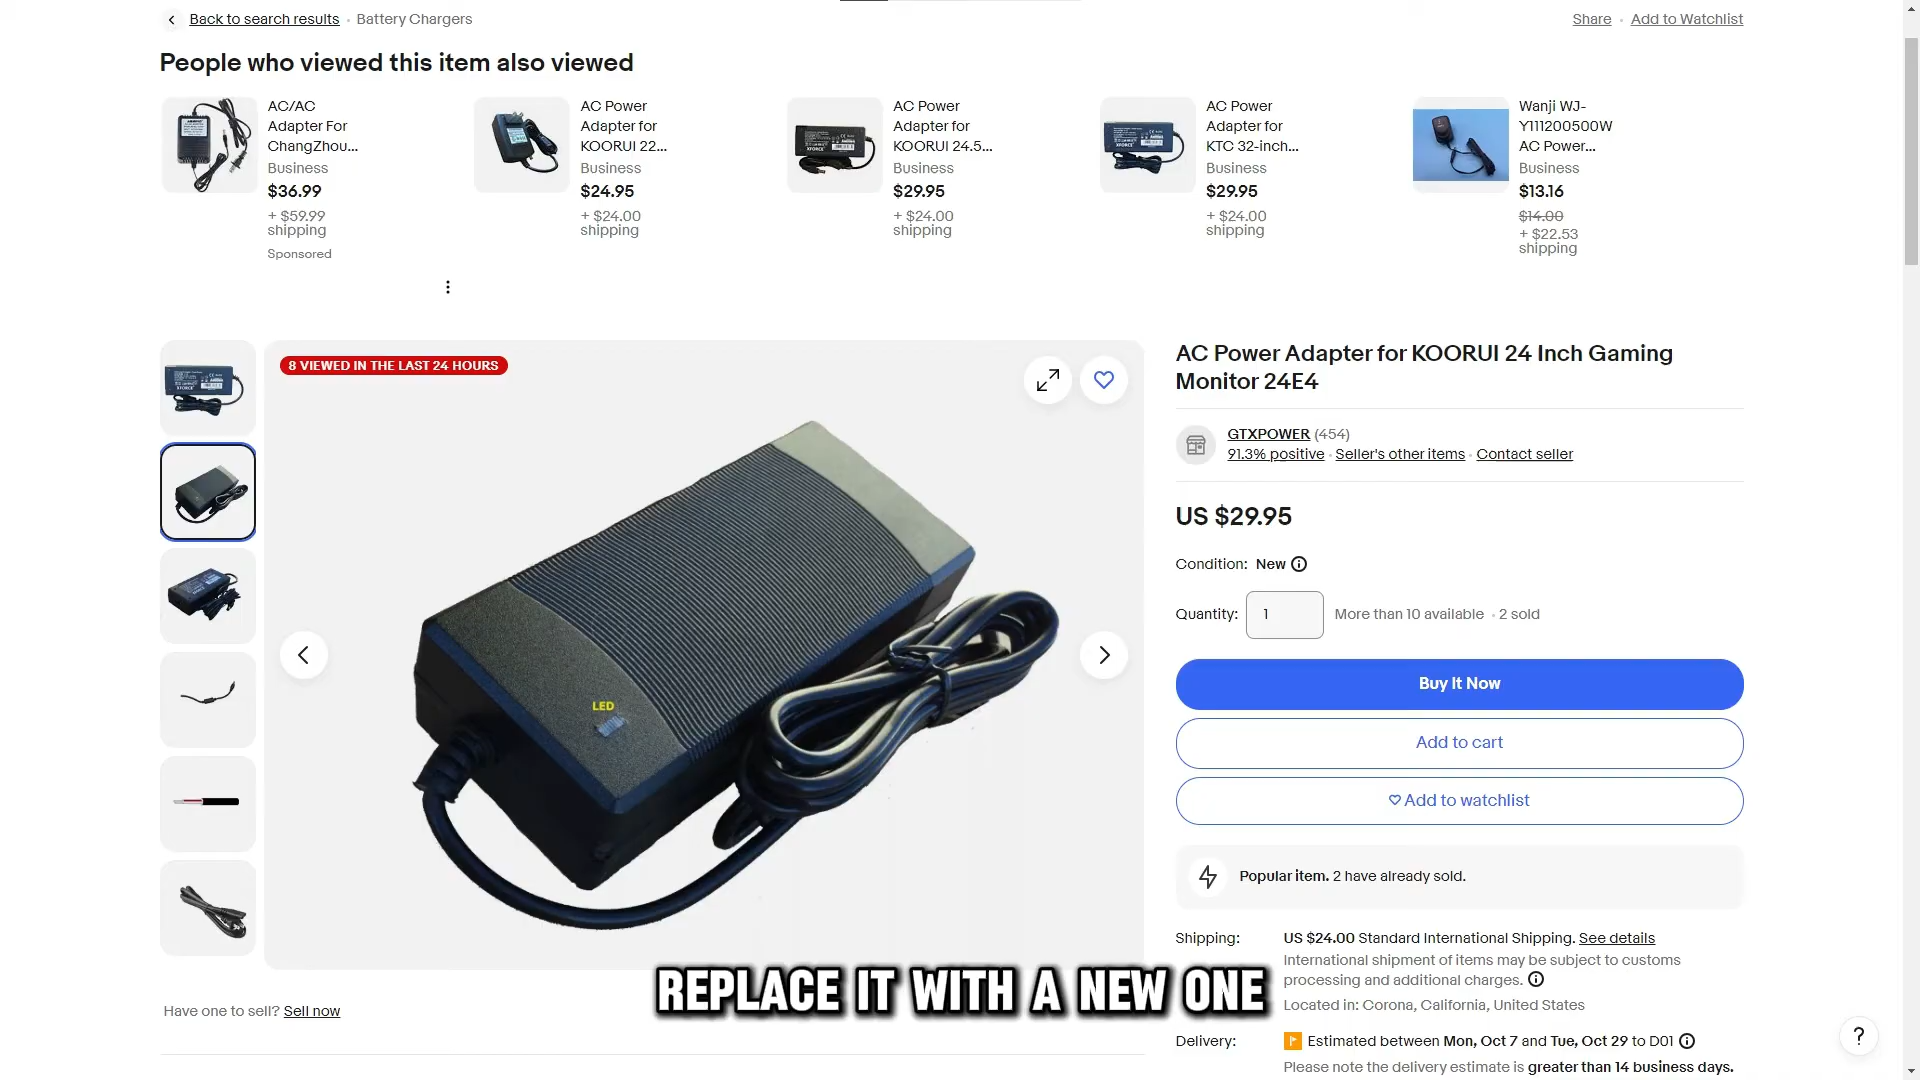 Back to search results
Battery Chargers
Share
Add to Watchlist
People who viewed this item also viewed
AC/AC
Adapter For
ChangZhou...
Business
$36.99
+ $59.99
shipping
Sponsored
AC Power
Adapter for
KOORUI 22...
Business
$24.95
+ $24.00
shipping
AC Power
Adapter for
KOORUI 24.5...
Business
$29.95
+ $24.00
shipping
AC Power
Adapter for
KTC 32-inch...
Business
$29.95
+ $24.00
shipping
Wanji WJ-
Y111200500W
AC Power...
Business
$13.16
$14.00
+ $22.53
shipping
8 VIEWED IN THE LAST 24 HOURS
LED
AC Power Adapter for KOORUI 24 Inch Gaming
Monitor 24E4
GTXPOWER (454)
91.3% positive · Seller's other items · Contact seller
US $29.95
Condition: New
Quantity: 1 More than 10 available · 2 sold
Buy It Now
Add to cart
Add to watchlist
Popular item. 2 have already sold.
Shipping: US $24.00 Standard International Shipping. See details
International shipment of items may be subject to customs
processing and additional charges.
Located in: Corona, California, United States
Delivery: Estimated between Mon, Oct 7 and Tue, Oct 29 to D01
Please note the delivery estimate is greater than 14 business days.
Have one to sell? Sell now
REPLACE IT WITH A NEW ONE
?